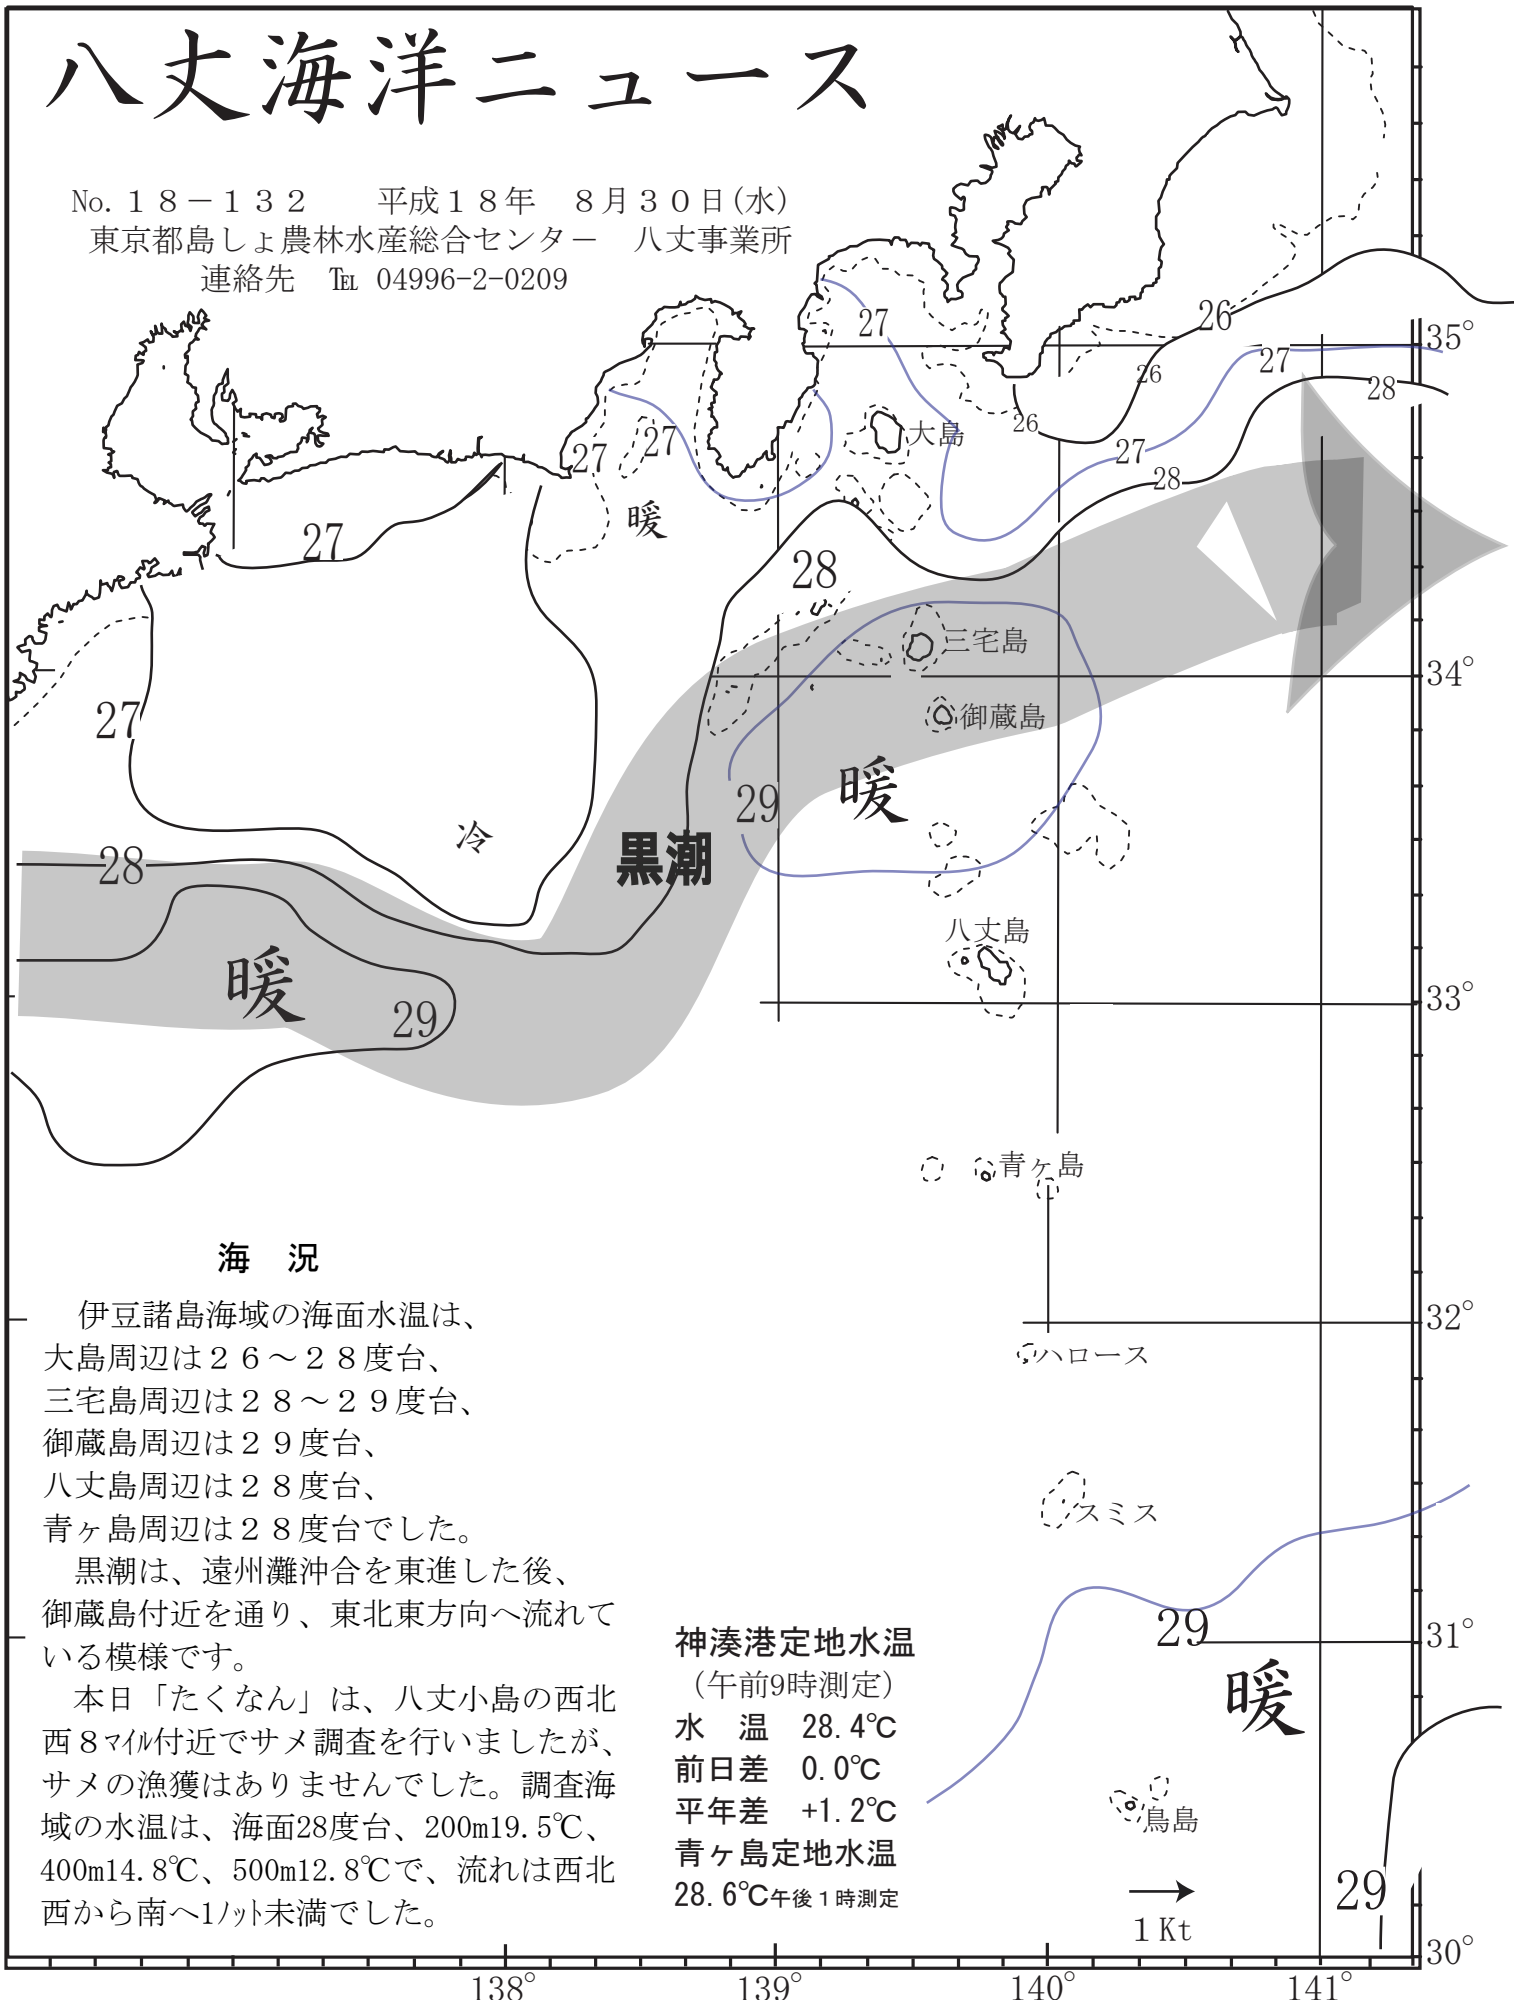 八丈海洋ニュース
No.１８－１３２　　平成１８年　８月３０日(水)
東京都島しょ農林水産総合センター　八丈事業所
連絡先　℡ 04996-2-0209
26
27
35°
27
26
28
26
大島
27
27
27
28
暖
27
28
三宅島
34°
27
御蔵島
暖
29
冷
黒潮
28
八丈島
暖
29
33°
青ヶ島
海　況
32°
伊豆諸島海域の海面水温は、
大島周辺は２６～２８度台、
三宅島周辺は２８～２９度台、
御蔵島周辺は２９度台、
八丈島周辺は２８度台、
青ヶ島周辺は２８度台でした。
黒潮は、遠州灘沖合を東進した後、
御蔵島付近を通り、東北東方向へ流れて
いる模様です。
本日「たくなん」は、八丈小島の西北
西８ﾏｲﾙ付近でサメ調査を行いましたが、
サメの漁獲はありませんでした。調査海
域の水温は、海面28度台、200m19.5℃、
400m14.8℃、500m12.8℃で、流れは西北
西から南へ1ﾉｯﾄ未満でした。
ハロース
スミス
神湊港定地水温
（午前9時測定）
水　温　28.4℃
前日差　0.0℃
平年差　+1.2℃
青ヶ島定地水温
28.6℃午後１時測定
29
31°
暖
鳥島
29
1 Kt
30°
138°
139°
140°
141°